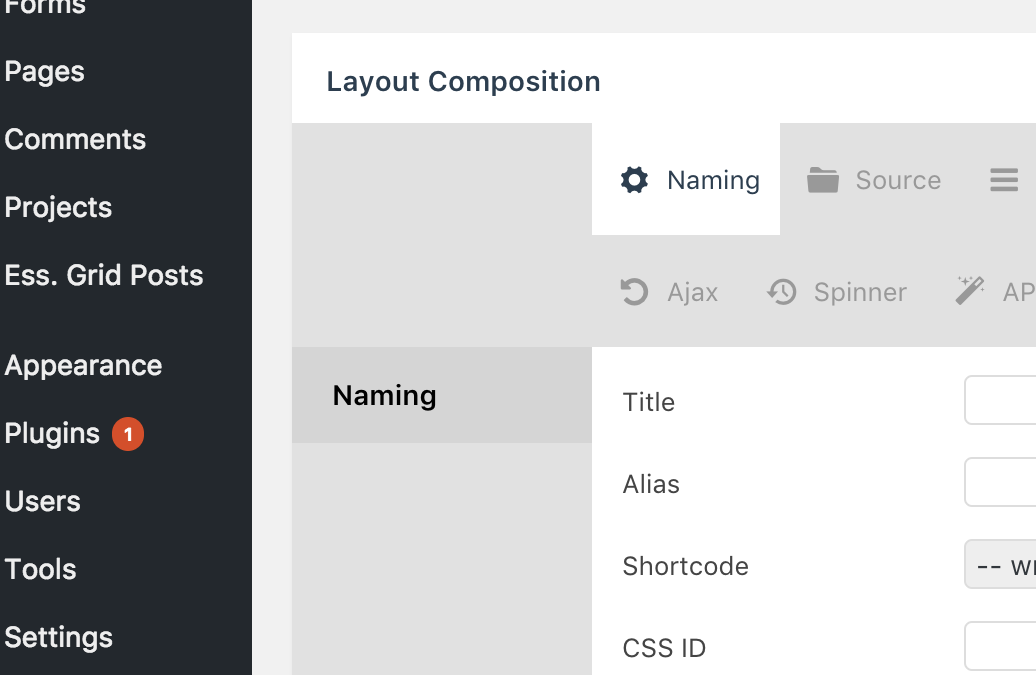 Forms
Pages
Comments
Projects
Ess. Grid Posts
Appearance
Plugins 1
Users
Tools
Settings
Layout Composition
Naming Source
Ajax Spinner AP
Naming
Title
Alias
Shortcode --
CSS ID